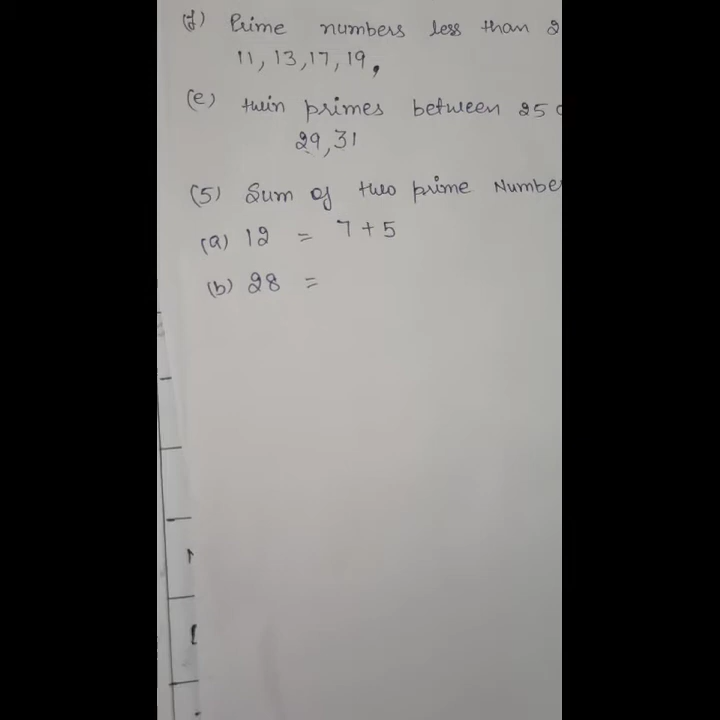 (d) Prime numbers less than 2
11, 13, 17, 19,
(e) twin primes between 25
29, 31
(5) Sum of two prime Number
(a) 12 = 7 + 5
(b) 28 =